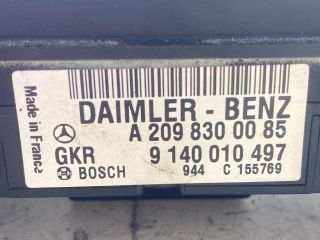 DAIMLER - BENZ
A 209 830 00 85
GKR 9 140 010 497
BOSCH 944 C 155769
Made in France